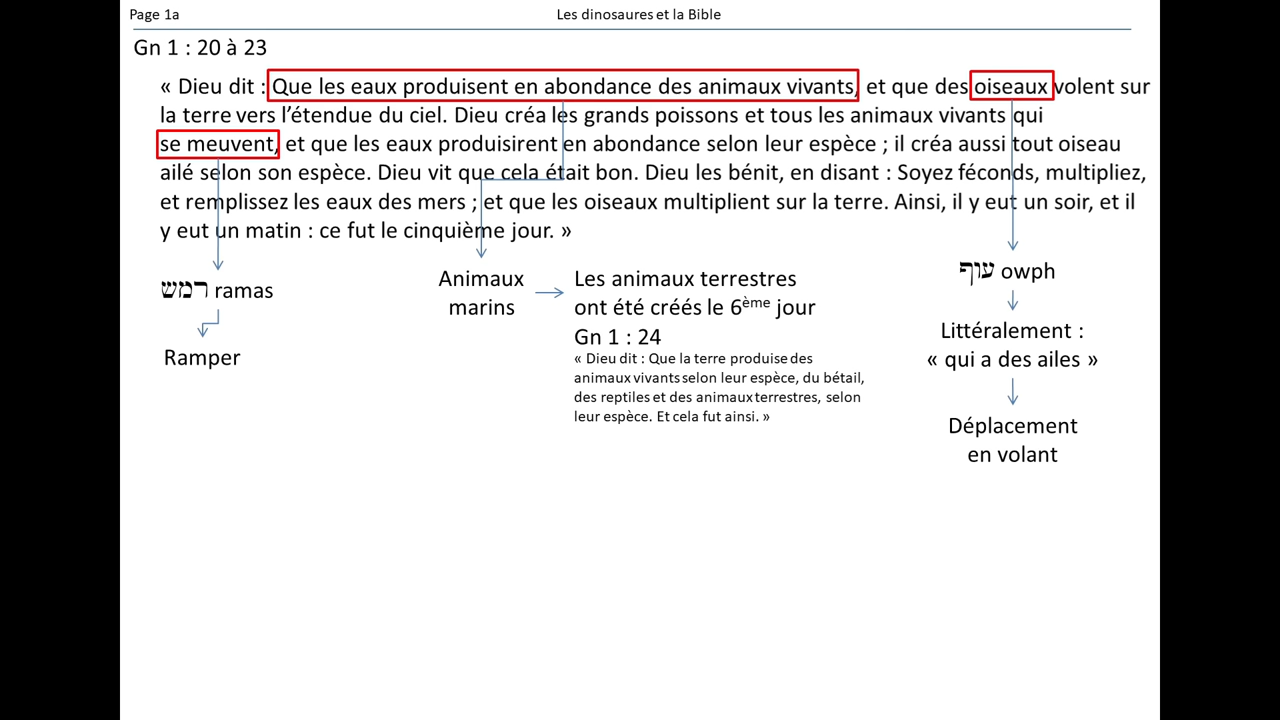 Page 1a
Les dinosaures et la Bible
Gn 1 : 20 à 23
« Dieu dit : Que les eaux produisent en abondance des animaux vivants, et que des oiseaux volent sur
la terre vers l’étendue du ciel. Dieu créa les grands poissons et tous les animaux vivants qui
se meuvent, et que les eaux produisirent en abondance selon leur espèce ; il créa aussi tout oiseau
ailé selon son espèce. Dieu vit que cela était bon. Dieu les bénit, en disant : Soyez féconds, multipliez,
et remplissez les eaux des mers ; et que les oiseaux multiplient sur la terre. Ainsi, il y eut un soir, et il
y eut un matin : ce fut le cinquième jour. »
רמש ramas
Ramper
Animaux
marins
Les animaux terrestres
ont été créés le 6ème jour
Gn 1 : 24
« Dieu dit : Que la terre produise des
animaux vivants selon leur espèce, du bétail,
des reptiles et des animaux terrestres, selon
leur espèce. Et cela fut ainsi. »
עוף owph
Littéralement :
« qui a des ailes »
Déplacement
en volant